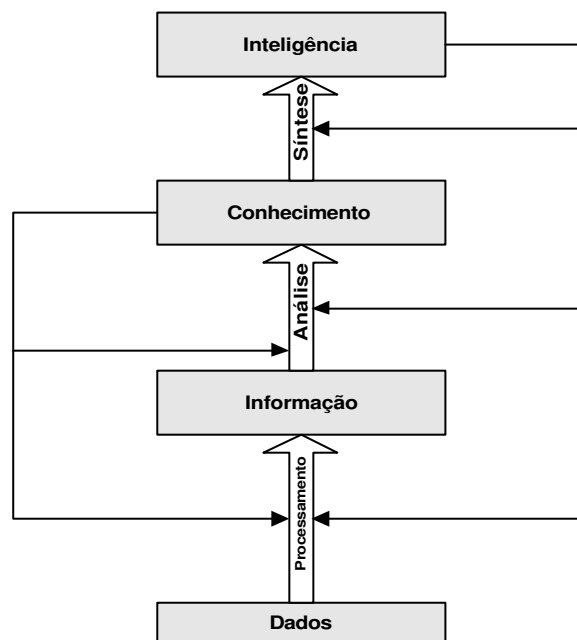 Inteligência
Síntese
Conhecimento
Análise
Informação
Processamento
Dados